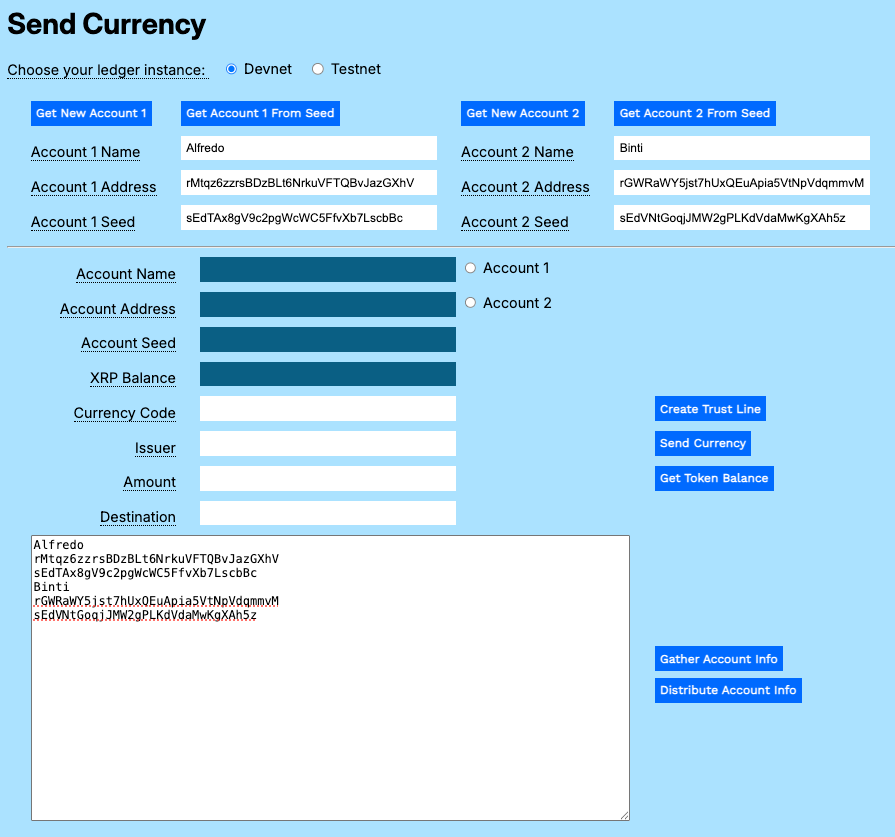 Send Currency
Choose your ledger instance: Devnet Testnet
Get New Account 1 Get Account 1 From Seed Get New Account 2 Get Account 2 From Seed
Account 1 Name Alfredo Account 2 Name Binti
Account 1 Address rMtqz6zzrsBDzBLt6NrkuVFTQBvJazGXhV Account 2 Address rGWRaWY5jst7hUxQEuApia5VtNpVdqmmvM
Account 1 Seed sEdTAx8gV9c2pgWcWC5FfvXb7LscbBc Account 2 Seed sEdVNtGoqjJMW2gPLKdVdaMwKgXAh5z
Account Name Account 1
Account Address Account 2
Account Seed
XRP Balance
Currency Code Create Trust Line
Issuer Send Currency
Amount Get Token Balance
Destination
Alfredo
rMtqz6zzrsBDzBLt6NrkuVFTQBvJazGXhV
sEdTAx8gV9c2pgWcWC5FfvXb7LscbBc
Binti
rGWRaWY5jst7hUxQEuApia5VtNpVdqmmvM
sEdVNtGoqjJMW2gPLKdVdaMwKgXAh5z
Gather Account Info
Distribute Account Info